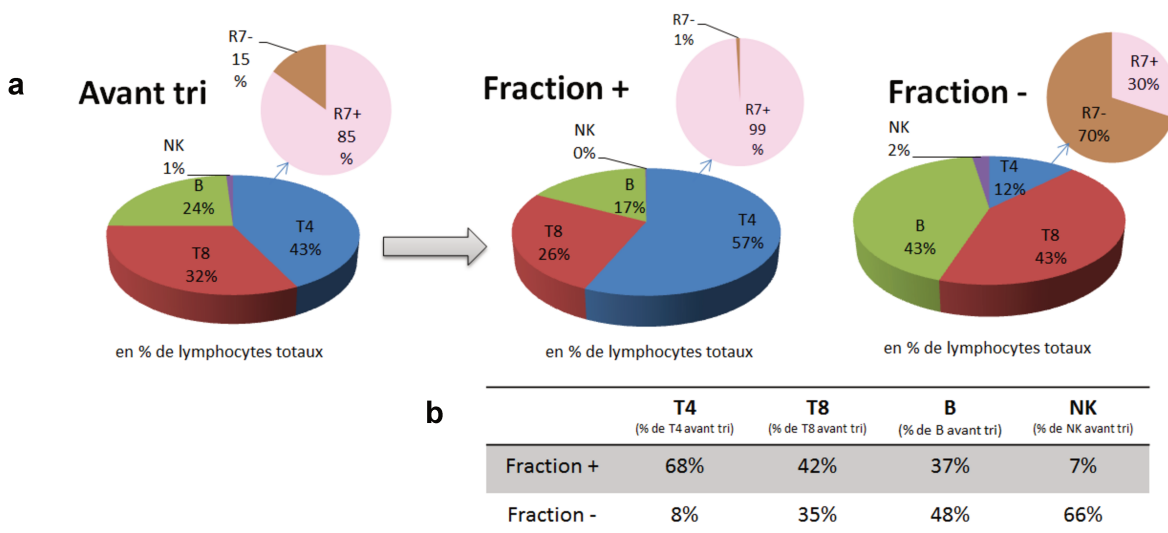 a
Avant tri
R7-
15
%
R7+
85
%
NK
1%
B
24%
T4
43%
T8
32%
en % de lymphocytes totaux
Fraction +
R7-
1%
R7+
99
%
NK
0%
B
17%
T4
57%
T8
26%
en % de lymphocytes totaux
Fraction -
R7+
30%
R7-
70%
NK
2%
T4
12%
B
43%
T8
43%
en % de lymphocytes totaux
b
T4 T8 B NK
(% de T4 avant tri) (% de T8 avant tri) (% de B avant tri) (% de NK avant tri)
Fraction + 68% 42% 37% 7%
Fraction - 8% 35% 48% 66%